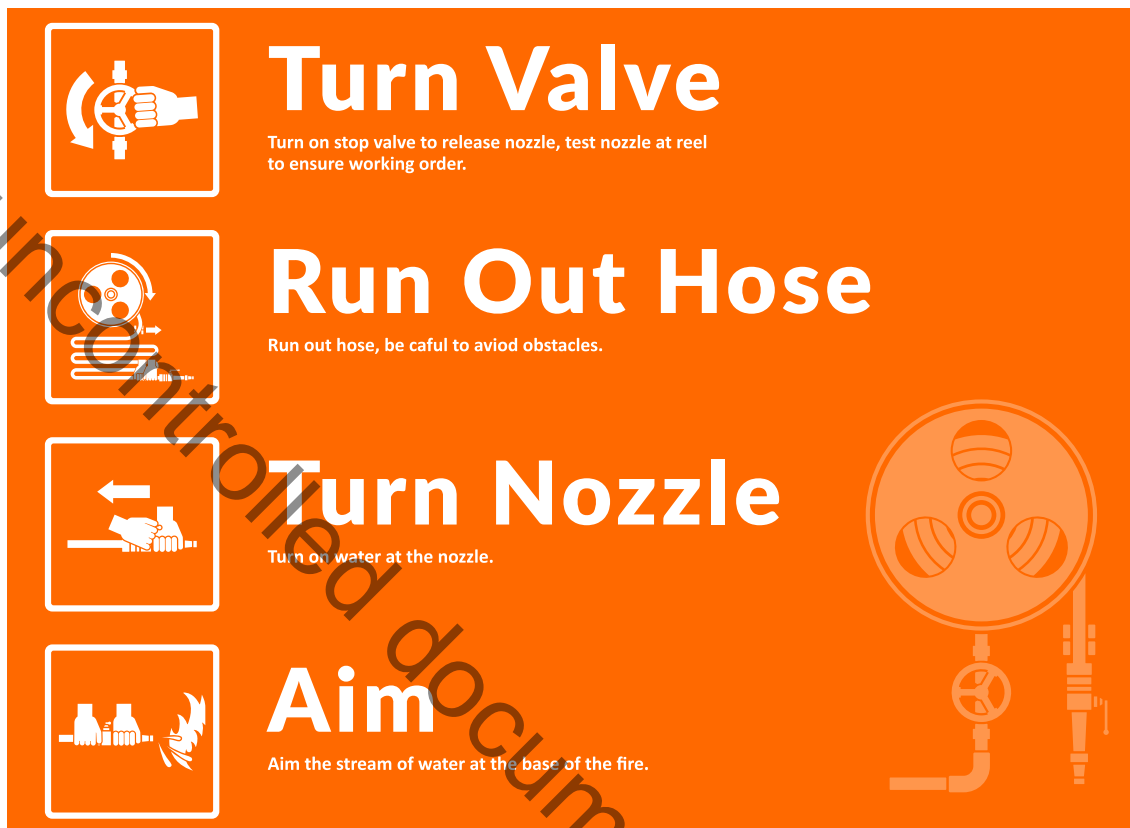 Turn Valve
Turn on stop valve to release nozzle, test nozzle at reel
to ensure working order.
Run Out Hose
Run out hose, be caful to aviod obstacles.
Turn Nozzle
Turn on water at the nozzle.
Aim
Aim the stream of water at the base of the fire.
uncontrolled docum